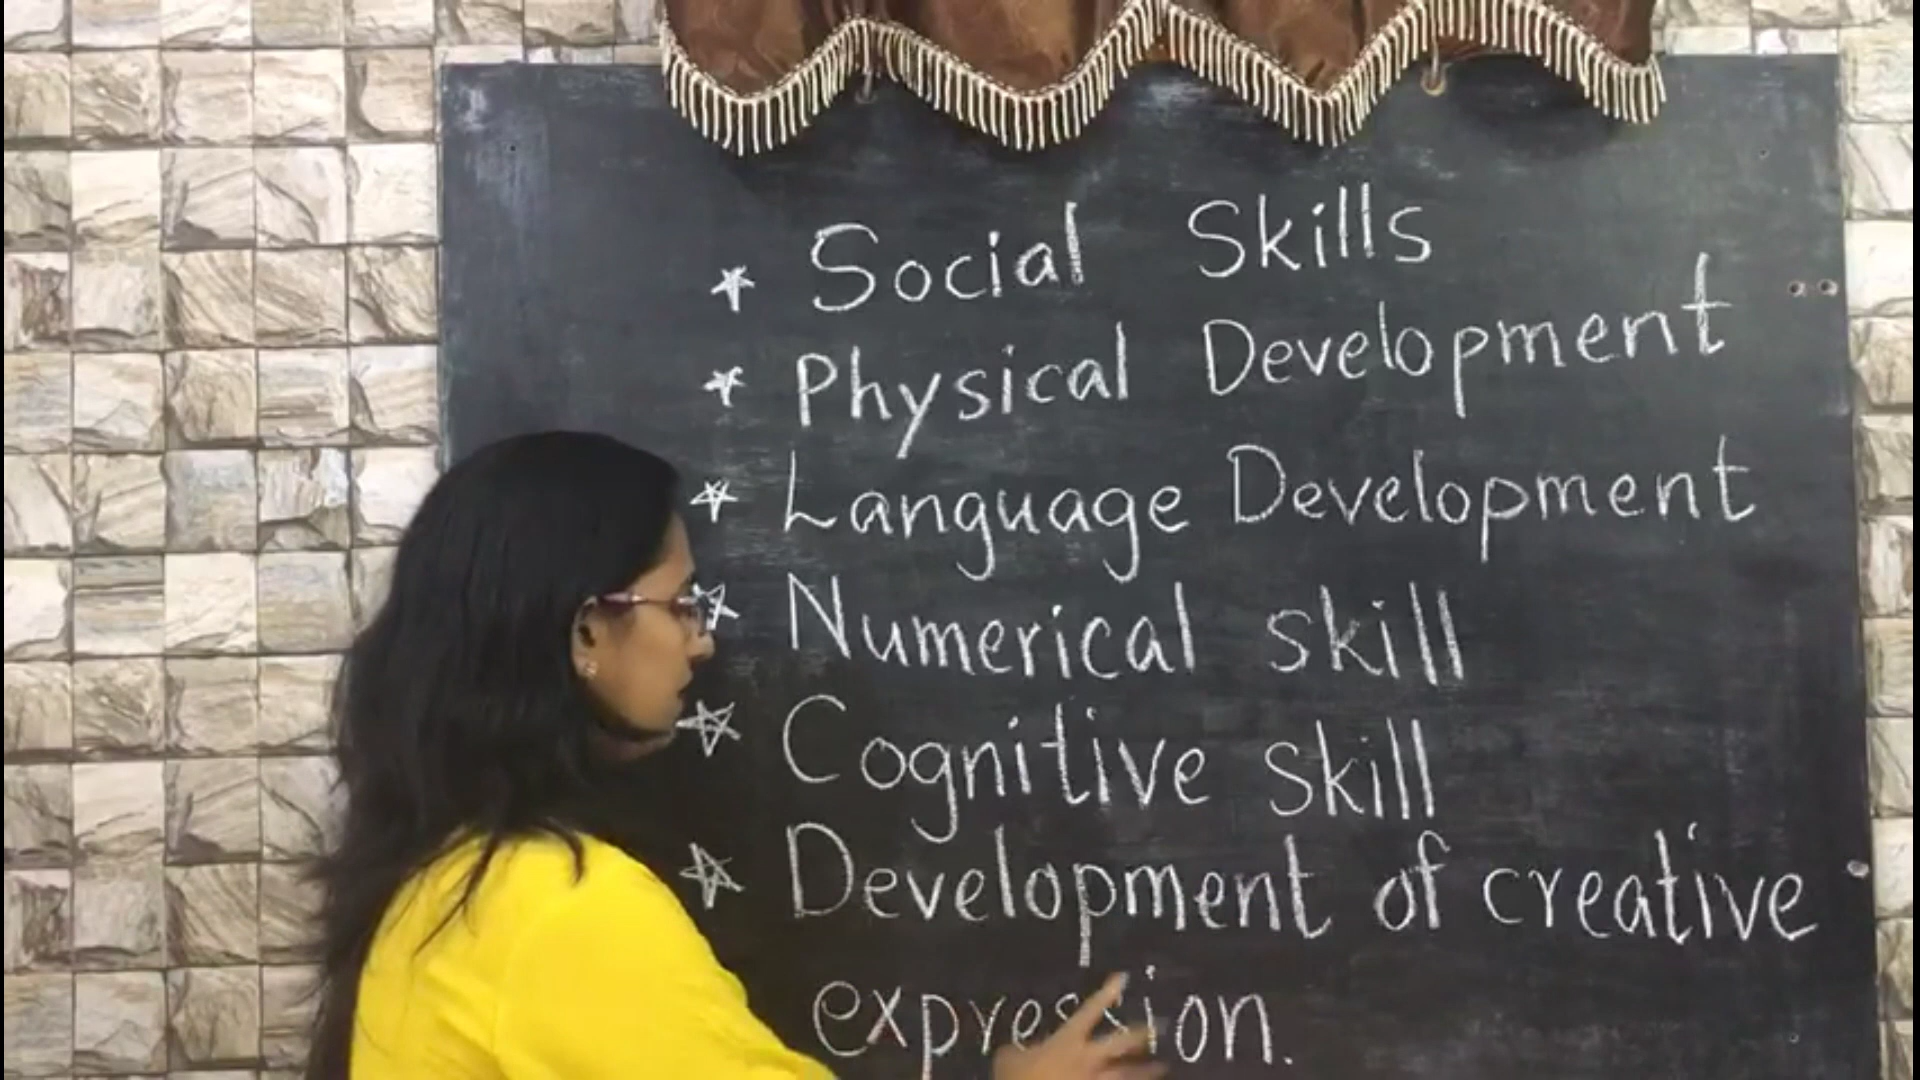 ☆ Social Skills
☆ Physical Development
☆ Language Development
☆ Numerical skill
☆ Cognitive skill
☆ Development of creative
expression.